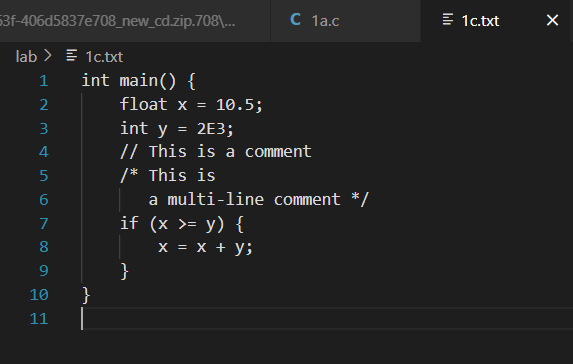 63f-406d5837e708_new_cd.zip.708\...
C 1a.c
1c.txt
lab > 1c.txt
1 int main() {
2     float x = 10.5;
3     int y = 2E3;
4     // This is a comment
5     /* This is
6        a multi-line comment */
7     if (x >= y) {
8         x = x + y;
9     }
10 }
11